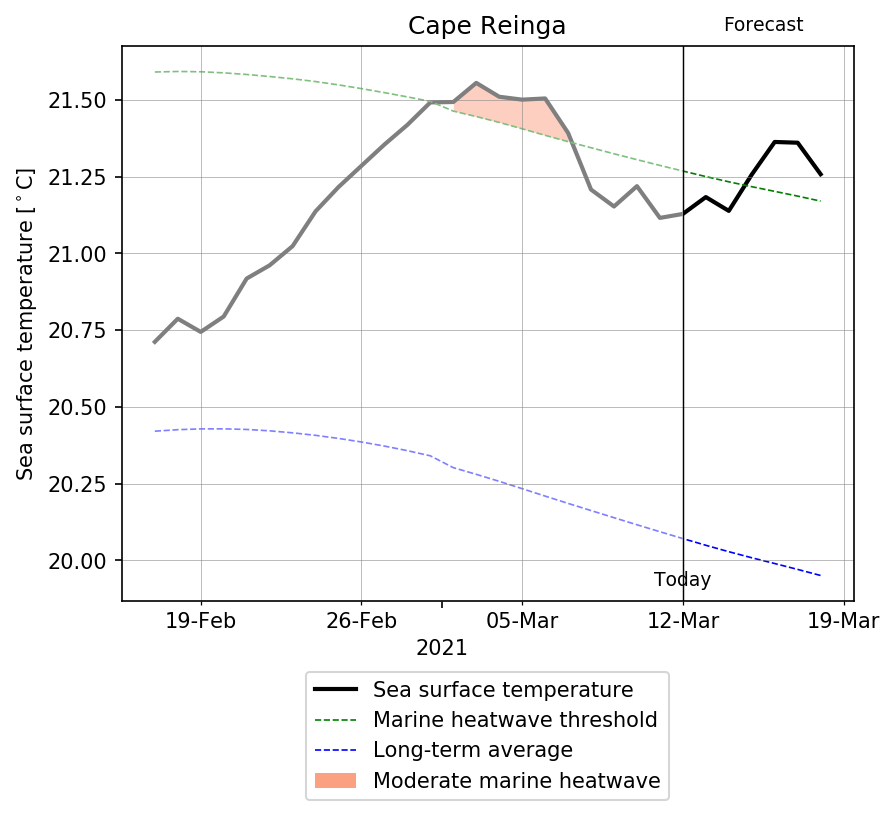 Cape Reinga
Forecast
Sea surface temperature [°C]
21.50
21.25
21.00
20.75
20.50
20.25
20.00
Today
19-Feb
26-Feb
05-Mar
12-Mar
19-Mar
2021
Sea surface temperature
Marine heatwave threshold
Long-term average
Moderate marine heatwave